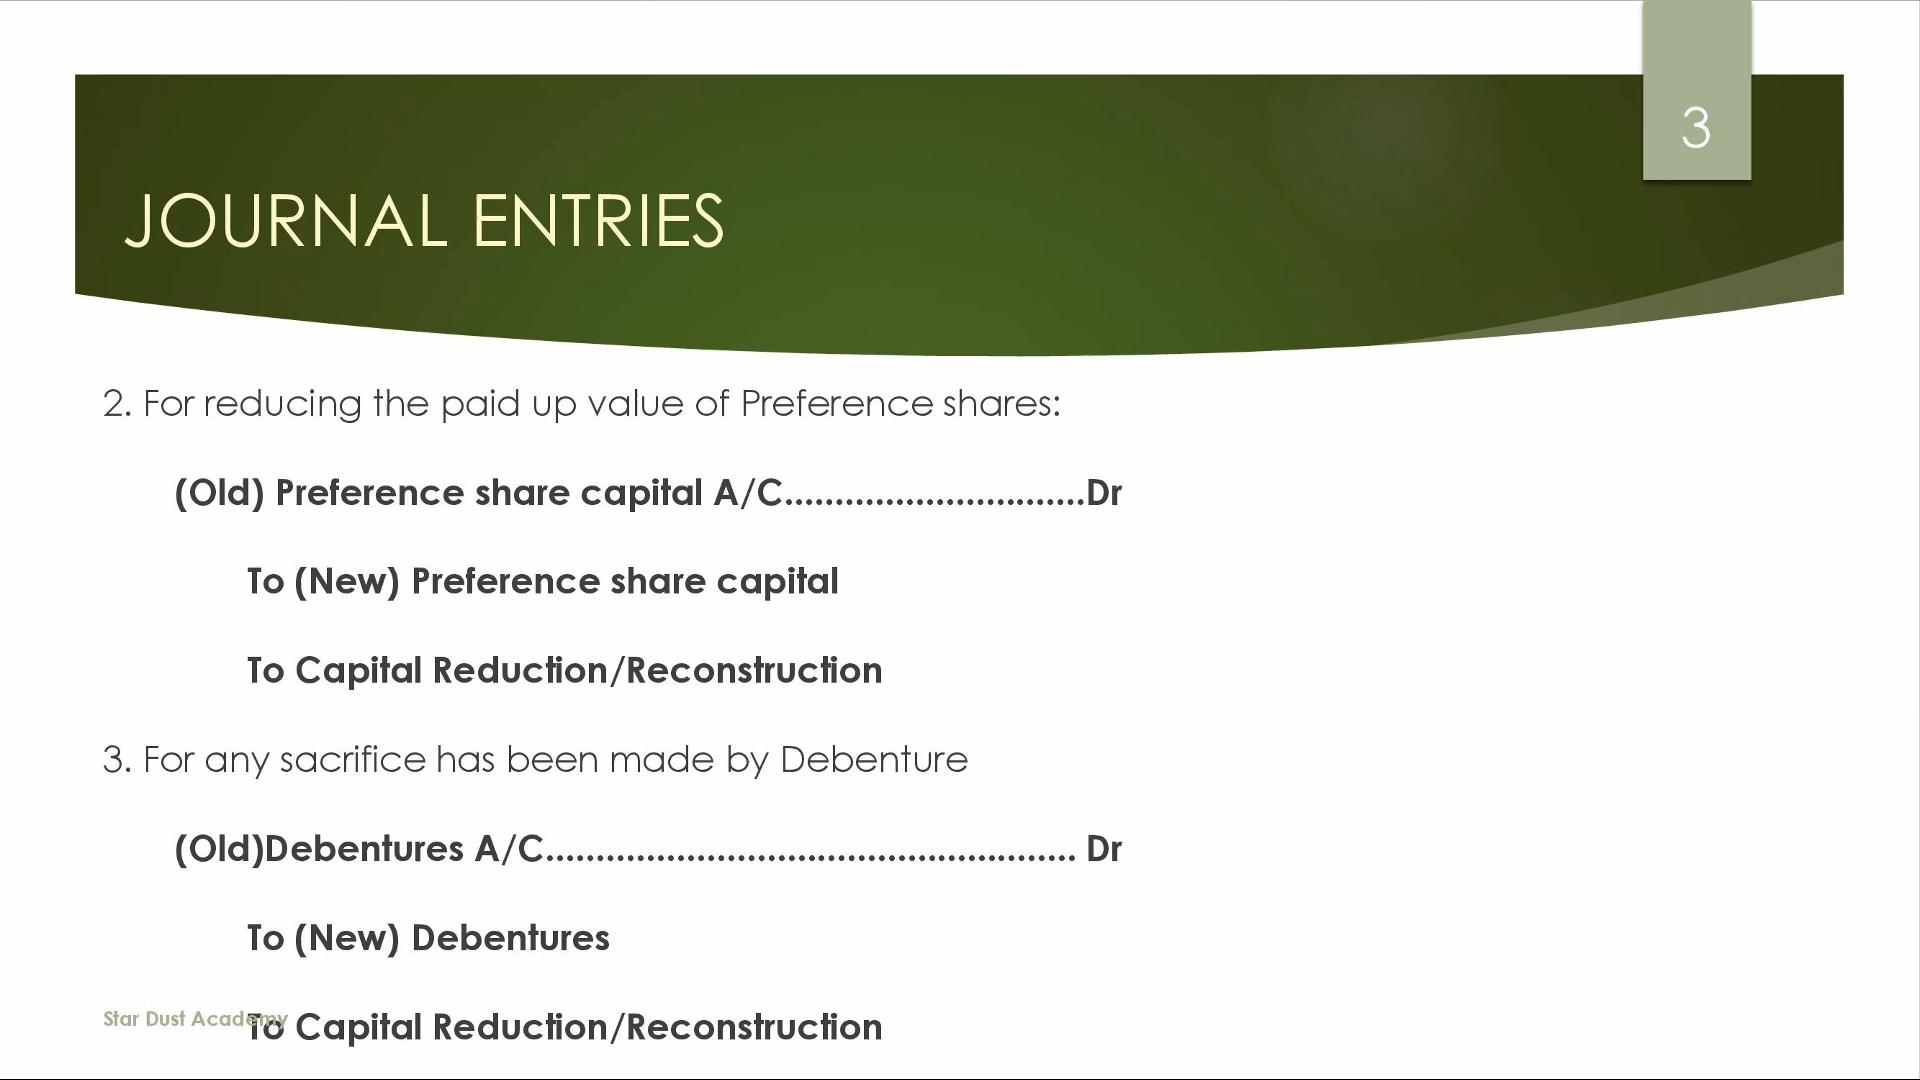 3
JOURNAL ENTRIES
2. For reducing the paid up value of Preference shares:
(Old) Preference share capital A/C..............................Dr
To (New) Preference share capital
To Capital Reduction/Reconstruction
3. For any sacrifice has been made by Debenture
(Old)Debentures A/C..................................................... Dr
To (New) Debentures
To Capital Reduction/Reconstruction
Star Dust Academy